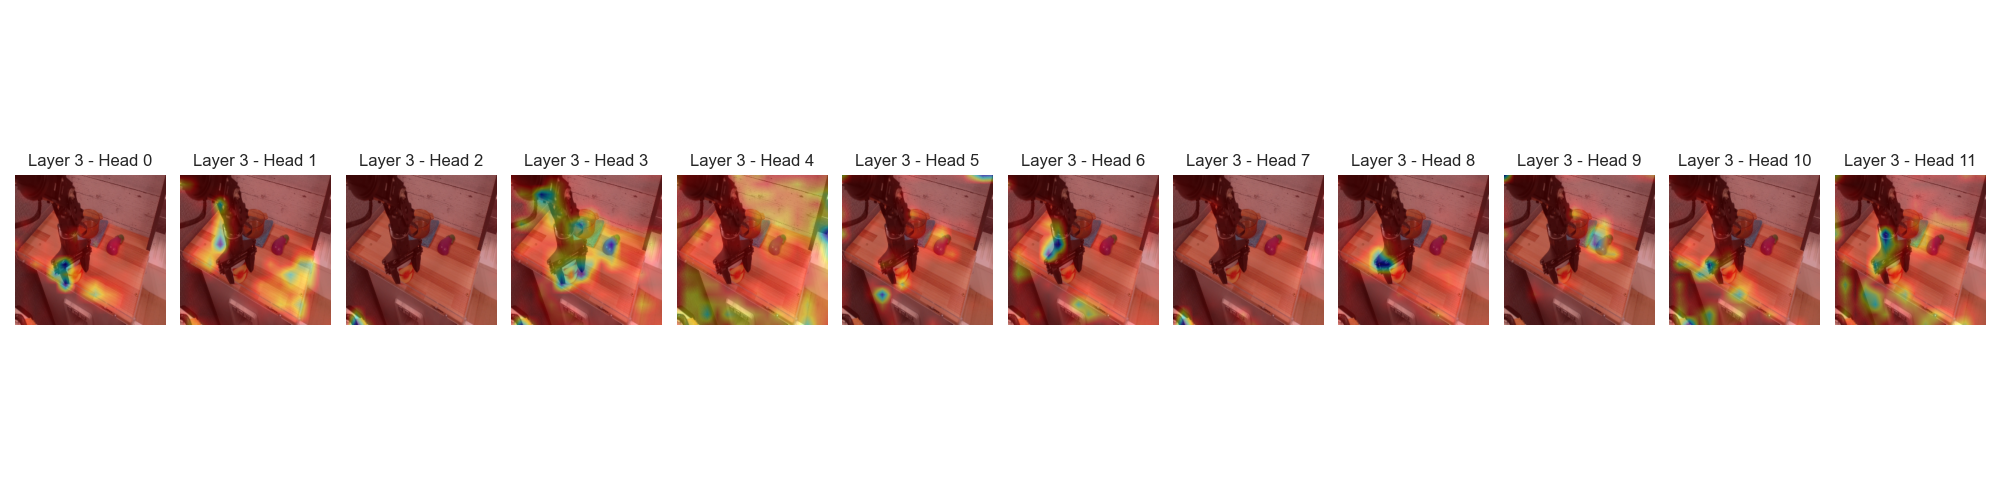 Layer 3 - Head 0
Layer 3 - Head 1
Layer 3 - Head 2
Layer 3 - Head 3
Layer 3 - Head 4
Layer 3 - Head 5
Layer 3 - Head 6
Layer 3 - Head 7
Layer 3 - Head 8
Layer 3 - Head 9
Layer 3 - Head 10
Layer 3 - Head 11